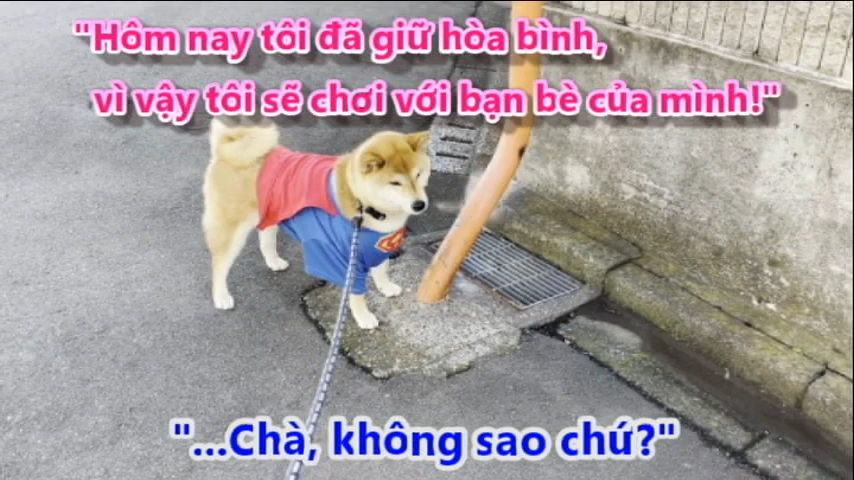 "Hôm nay tôi đã giữ hòa bình,
vì vậy tôi sẽ chơi với bạn bè của mình!"
"...Chà, không sao chứ?"